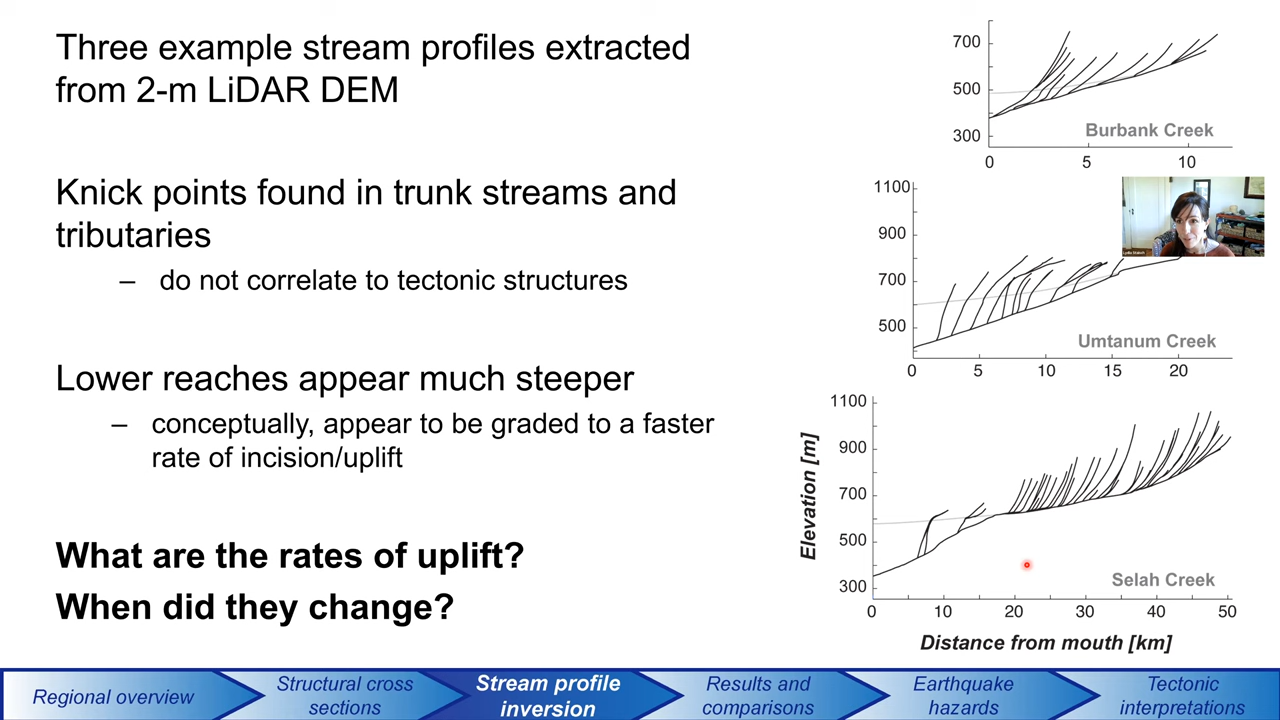 Three example stream profiles extracted
from 2-m LiDAR DEM
Knick points found in trunk streams and
tributaries
– do not correlate to tectonic structures
Lower reaches appear much steeper
– conceptually, appear to be graded to a faster
rate of incision/uplift
What are the rates of uplift?
When did they change?
700
500
300
Burbank Creek
0 5 10
1100
900
700
500
Umtanum Creek
0 5 10 15 20
1100
900
700
500
300
Elevation [m]
Selah Creek
0 10 20 30 40 50
Distance from mouth [km]
Regional overview
Structural cross
sections
Stream profile
inversion
Results and
comparisons
Earthquake
hazards
Tectonic
interpretations